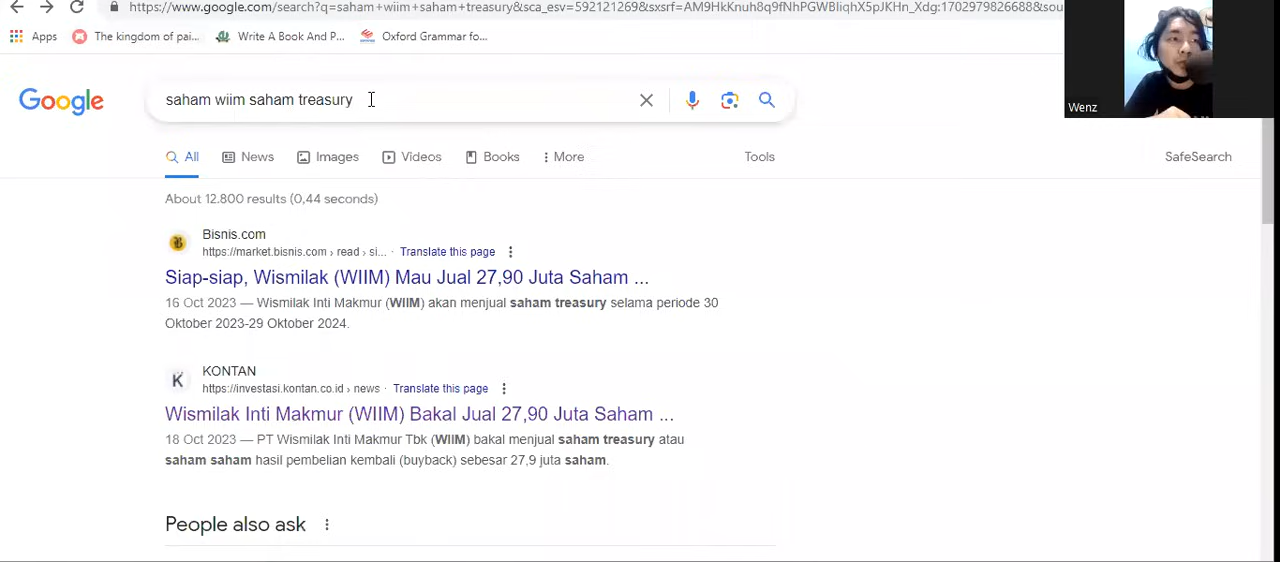 https://www.google.com/search?q=saham+wiim+saham+treasury&sca_esv=592121269&sxsrf=AM9HkKnuh8q9fNhPGWBIiqhX5pJKHn_Xdg:1702979826688&sou
Apps The kingdom of pai... Write A Book And P... Oxford Grammar fo...
Wenz
Google saham wiim saham treasury
All News Images Videos Books More Tools SafeSearch
About 12.800 results (0,44 seconds)
Bisnis.com
https://market.bisnis.com › read › si... · Translate this page
Siap-siap, Wismilak (WIIM) Mau Jual 27,90 Juta Saham ...
16 Oct 2023 — Wismilak Inti Makmur (WIIM) akan menjual saham treasury selama periode 30
Oktober 2023-29 Oktober 2024.
KONTAN
https://investasi.kontan.co.id › news · Translate this page
Wismilak Inti Makmur (WIIM) Bakal Jual 27,90 Juta Saham ...
18 Oct 2023 — PT Wismilak Inti Makmur Tbk (WIIM) bakal menjual saham treasury atau
saham saham hasil pembelian kembali (buyback) sebesar 27,9 juta saham.
People also ask